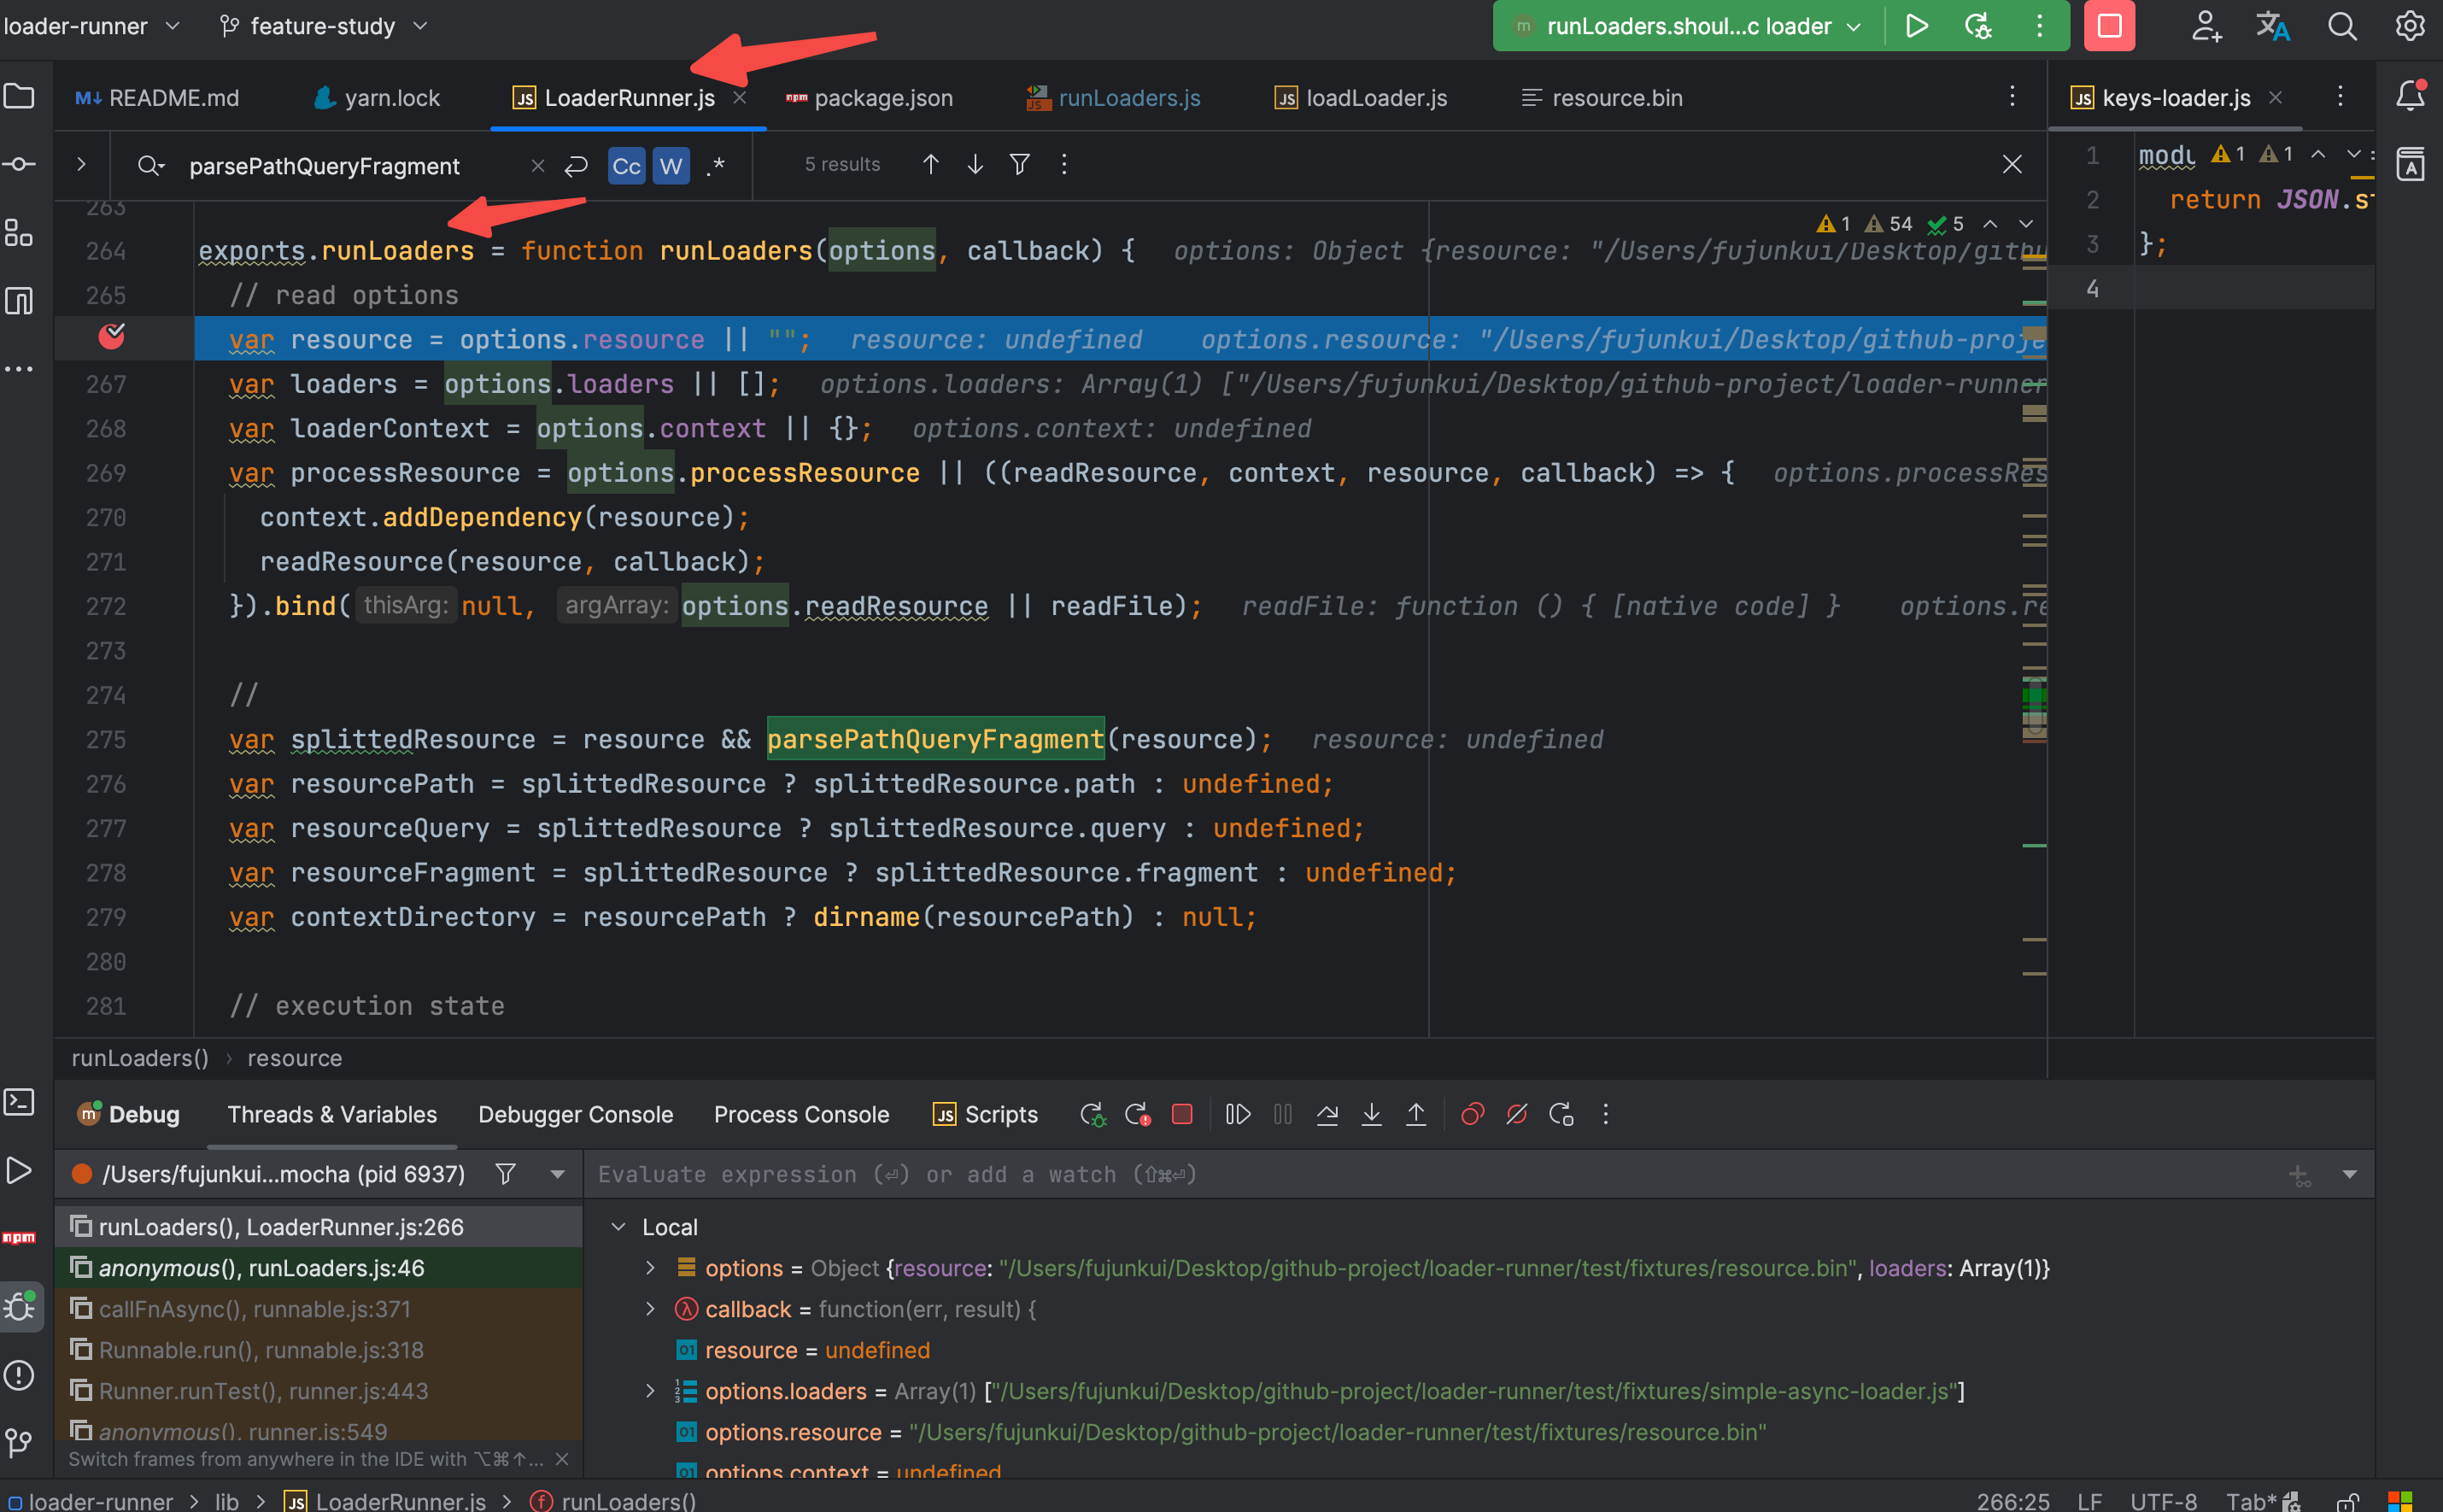 loader-runner feature-study runLoaders.shoul...c loader
README.md yarn.lock LoaderRunner.js package.json runLoaders.js loadLoader.js resource.bin keys-loader.js
parsePathQueryFragment Cc W .* 5 results
263
1 54 5
264 exports.runLoaders = function runLoaders(options, callback) { options: Object {resource: "/Users/fujunkui/Desktop/githu
265 // read options
var resource = options.resource || ""; resource: undefined options.resource: "/Users/fujunkui/Desktop/github-proje
267 var loaders = options.loaders || []; options.loaders: Array(1) ["/Users/fujunkui/Desktop/github-project/loader-runner
268 var loaderContext = options.context || {}; options.context: undefined
269 var processResource = options.processResource || ((readResource, context, resource, callback) => { options.processRes
270 context.addDependency(resource);
271 readResource(resource, callback);
272 }).bind( thisArg: null, argArray: options.readResource || readFile); readFile: function () { [native code] } options.re
273
274 //
275 var splittedResource = resource && parsePathQueryFragment(resource); resource: undefined
276 var resourcePath = splittedResource ? splittedResource.path : undefined;
277 var resourceQuery = splittedResource ? splittedResource.query : undefined;
278 var resourceFragment = splittedResource ? splittedResource.fragment : undefined;
279 var contextDirectory = resourcePath ? dirname(resourcePath) : null;
280
281 // execution state
1 modu 1 1
2 return JSON.st
3 };
4
runLoaders() › resource
Debug Threads & Variables Debugger Console Process Console Scripts
/Users/fujunkui...mocha (pid 6937) Evaluate expression (⏎) or add a watch (⇧⌘⏎)
runLoaders(), LoaderRunner.js:266
anonymous(), runLoaders.js:46
callFnAsync(), runnable.js:371
Runnable.run(), runnable.js:318
Runner.runTest(), runner.js:443
anonymous(), runner.js:549
Switch frames from anywhere in the IDE with ⌥⌘↑...
Local
options = Object {resource: "/Users/fujunkui/Desktop/github-project/loader-runner/test/fixtures/resource.bin", loaders: Array(1)}
callback = function(err, result) {
resource = undefined
options.loaders = Array(1) ["/Users/fujunkui/Desktop/github-project/loader-runner/test/fixtures/simple-async-loader.js"]
options.resource = "/Users/fujunkui/Desktop/github-project/loader-runner/test/fixtures/resource.bin"
options.context = undefined
loader-runner › lib › LoaderRunner.js › runLoaders() 266:25 LF UTF-8 Tab*